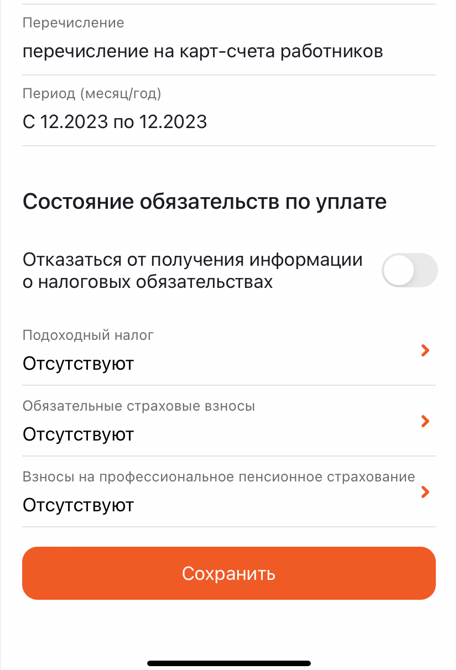 Перечисление
перечисление на карт-счета работников
Период (месяц/год)
С 12.2023 по 12.2023
Состояние обязательств по уплате
Отказаться от получения информации
о налоговых обязательствах
Подоходный налог
Отсутствуют
Обязательные страховые взносы
Отсутствуют
Взносы на профессиональное пенсионное страхование
Отсутствуют
Сохранить